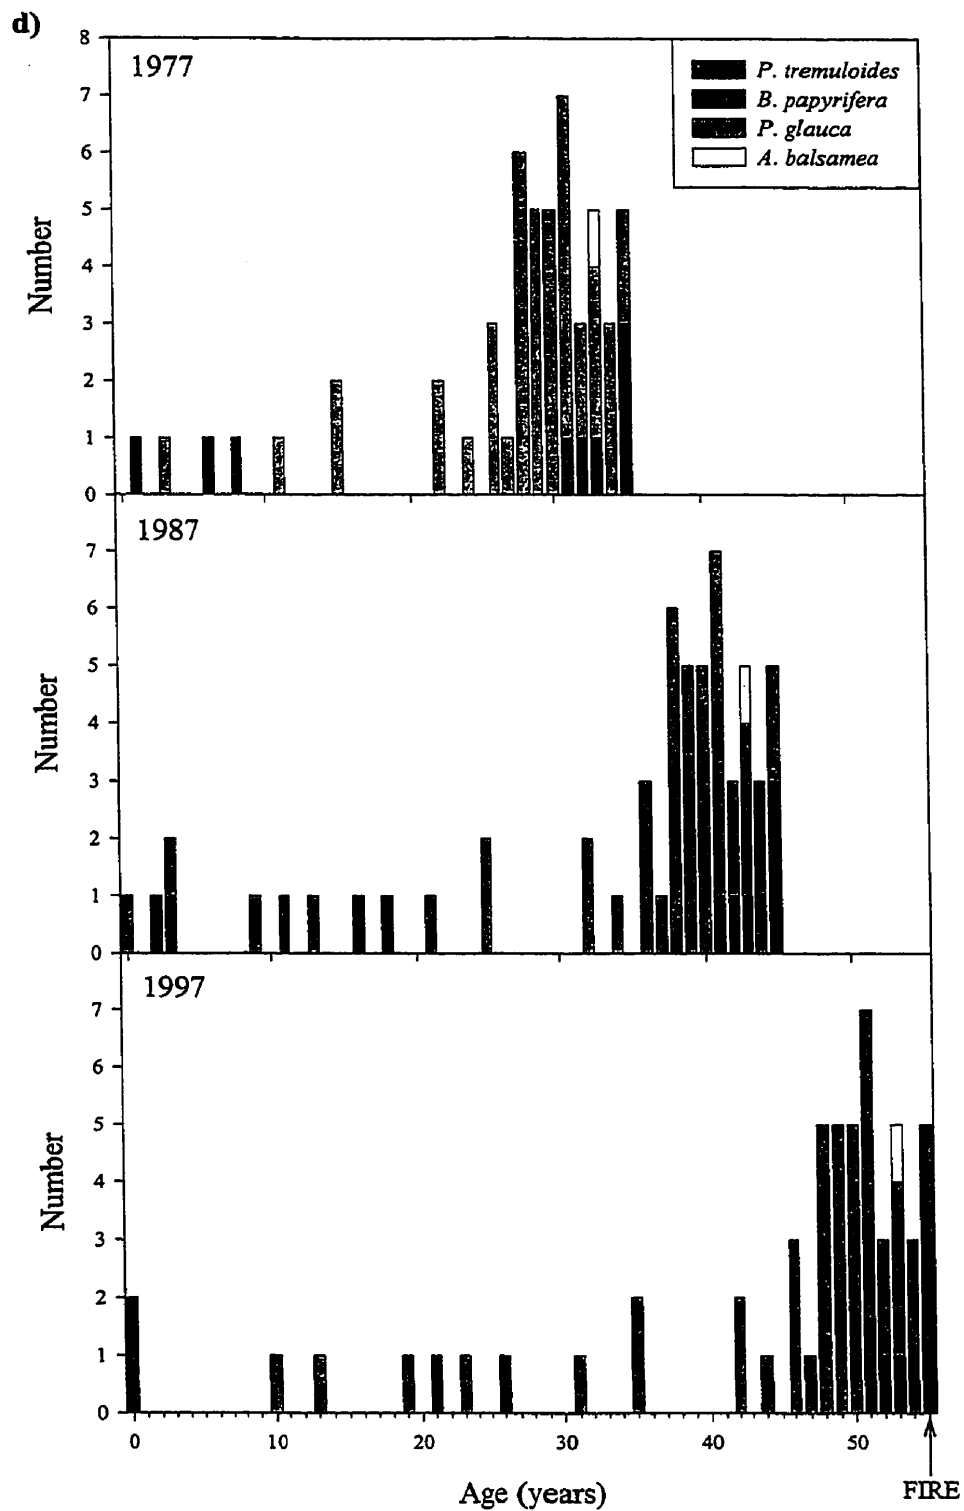 d)
1977
P. tremuloides
B. papyrifera
P. glauca
A. balsamea
Number
8
7
6
5
4
3
2
1
0
1987
Number
7
6
5
4
3
2
1
0
1997
Number
7
6
5
4
3
2
1
0
0 10 20 30 40 50
Age (years)
FIRE